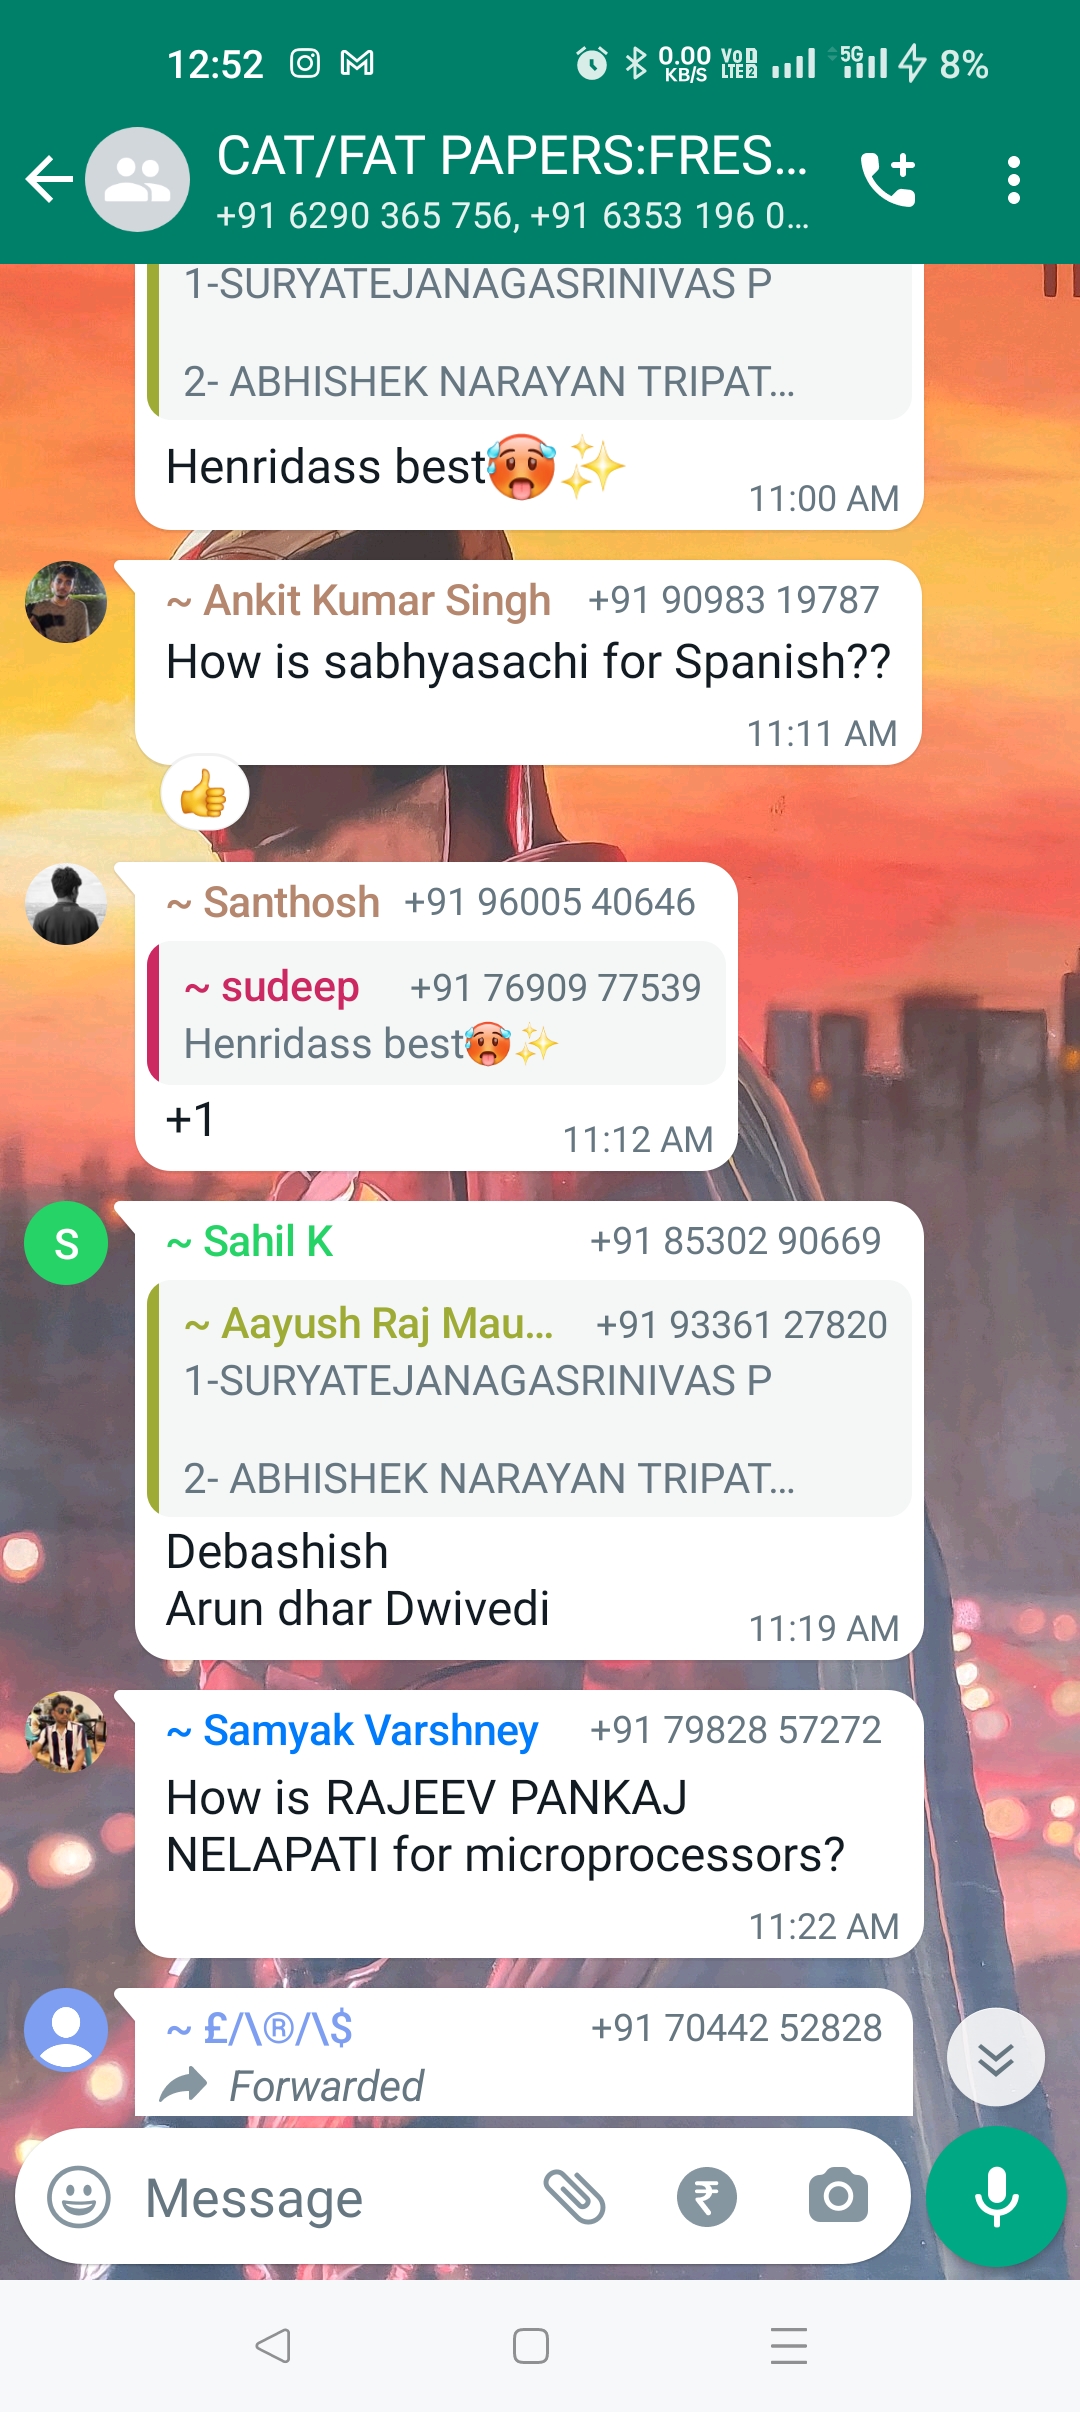 12:52 0.00 KB/S VoD LTE2 5G 8%
CAT/FAT PAPERS:FRES...
+91 6290 365 756, +91 6353 196 0...
1-SURYATEJANAGASRINIVAS P
2- ABHISHEK NARAYAN TRIPAT...
Henridass best🥵✨
11:00 AM
~ Ankit Kumar Singh +91 90983 19787
How is sabhyasachi for Spanish??
11:11 AM
👍
~ Santhosh +91 96005 40646
~ sudeep +91 76909 77539
Henridass best🥵✨
+1
11:12 AM
S
~ Sahil K +91 85302 90669
~ Aayush Raj Mau... +91 93361 27820
1-SURYATEJANAGASRINIVAS P
2- ABHISHEK NARAYAN TRIPAT...
Debashish
Arun dhar Dwivedi
11:19 AM
~ Samyak Varshney +91 79828 57272
How is RAJEEV PANKAJ
NELAPATI for microprocessors?
11:22 AM
~ £/\®/\$ +91 70442 52828
Forwarded
Message
₹